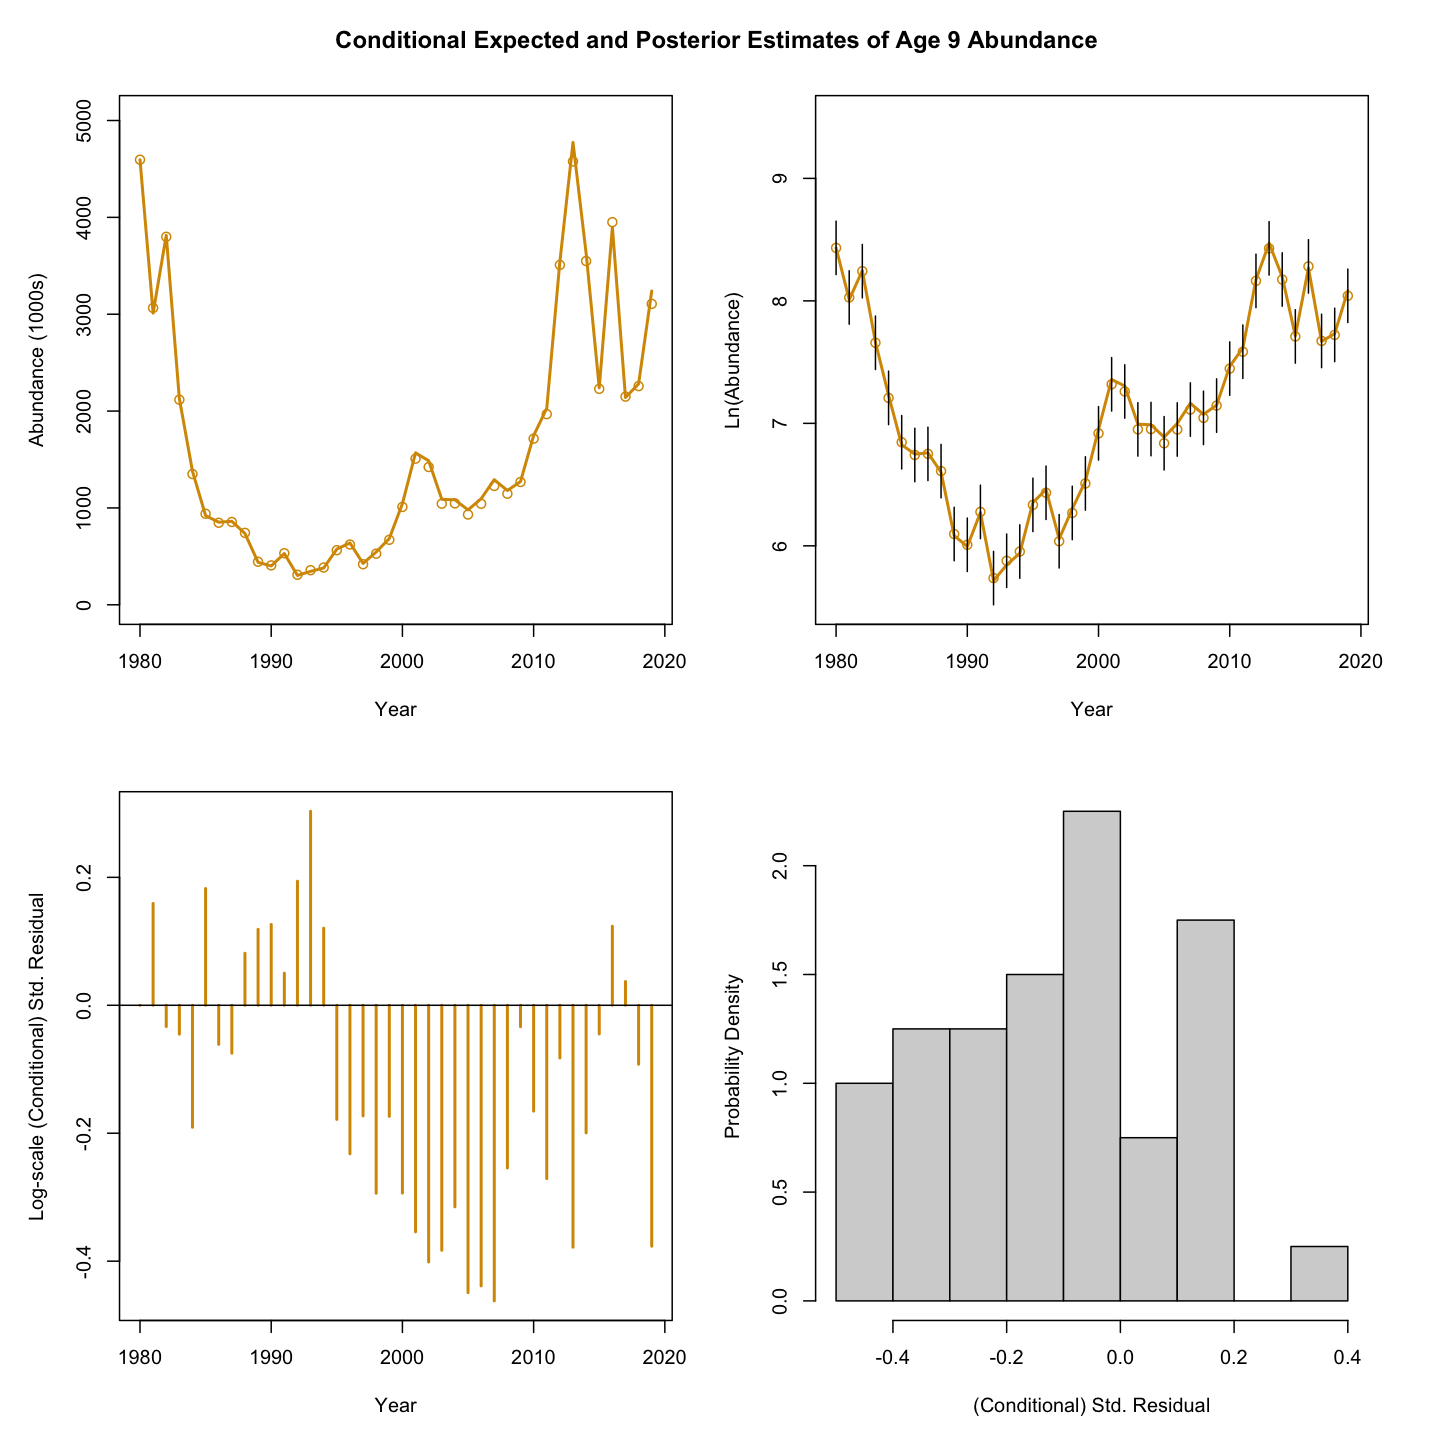 Conditional Expected and Posterior Estimates of Age 9 Abundance
Abundance (1000s)
5000
4000
3000
2000
1000
0
1980 1990 2000 2010 2020
Year
Ln(Abundance)
9
8
7
6
1980 1990 2000 2010 2020
Year
Log-scale (Conditional) Std. Residual
0.2
0.0
-0.2
-0.4
1980 1990 2000 2010 2020
Year
Probability Density
2.0
1.5
1.0
0.5
0.0
-0.4 -0.2 0.0 0.2 0.4
(Conditional) Std. Residual